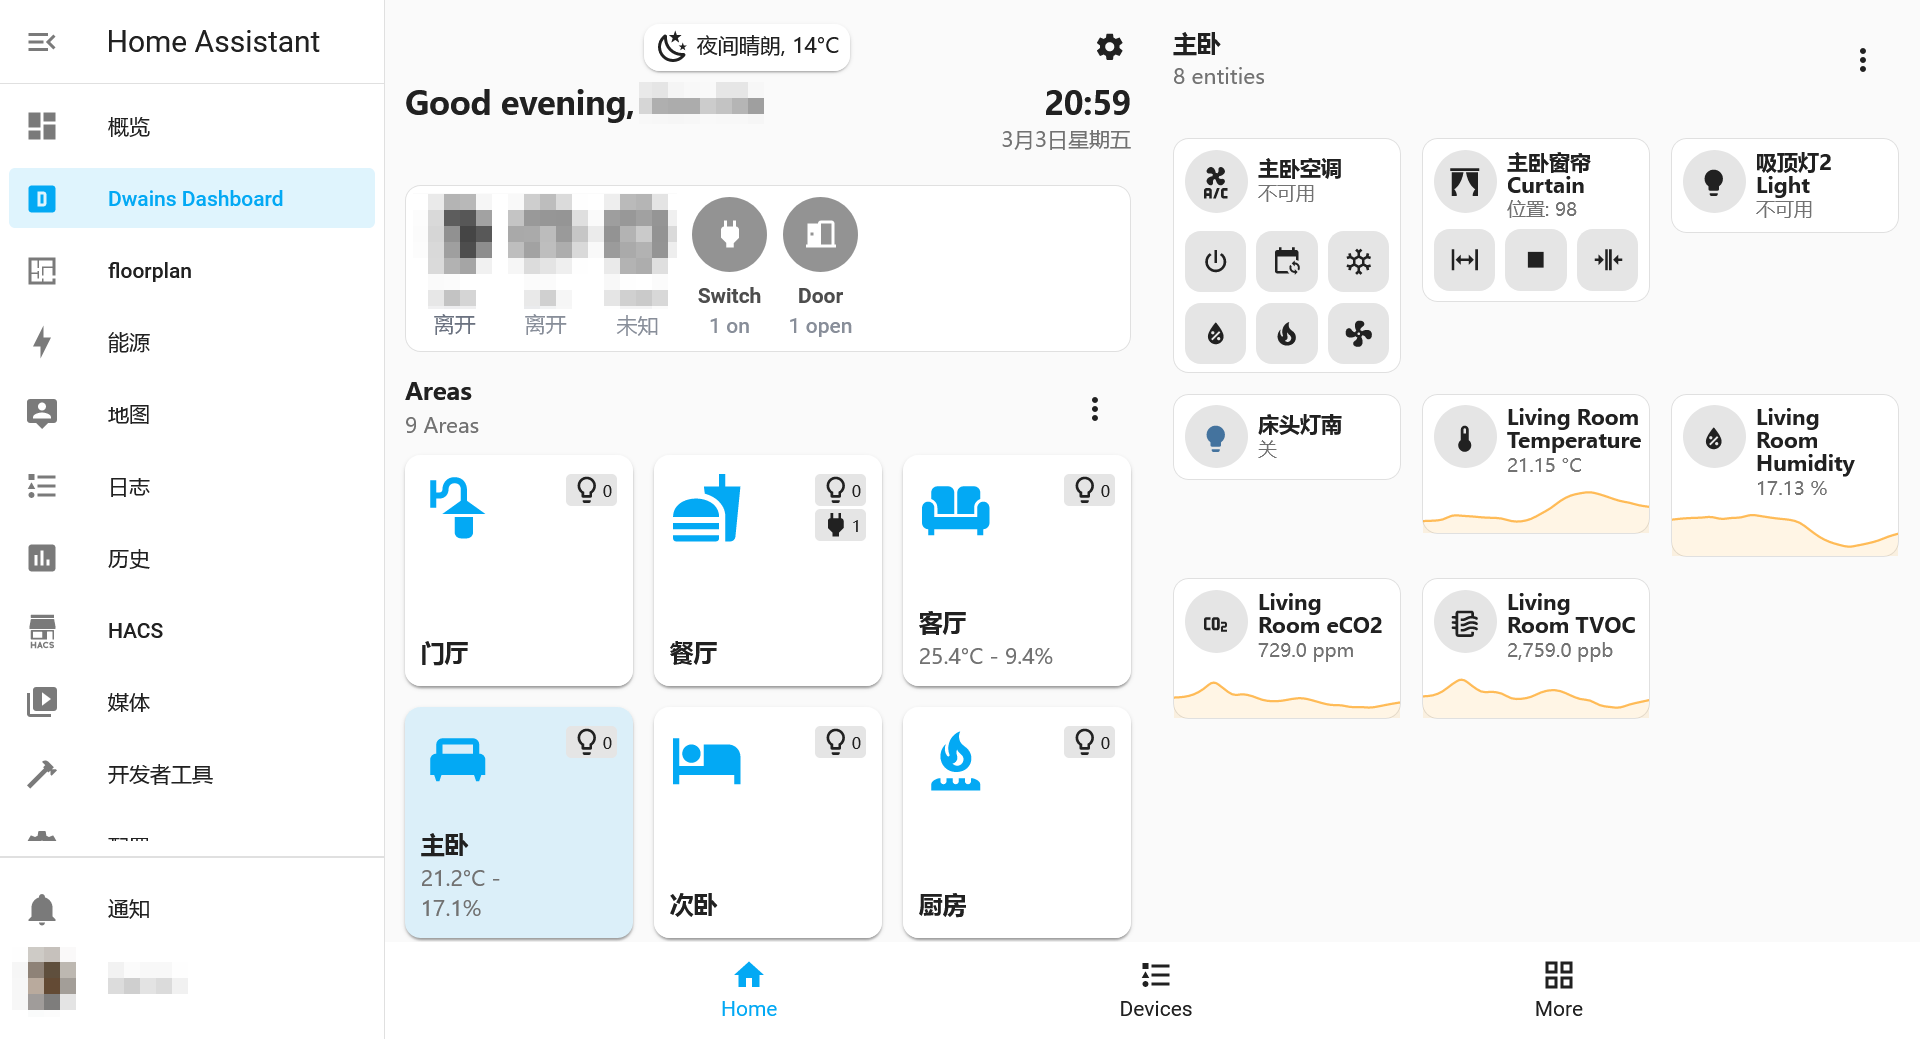 Home Assistant
概览
Dwains Dashboard
floorplan
能源
地图
日志
历史
HACS
HACS
媒体
开发者工具
通知
夜间晴朗, 14°C
Good evening,
20:59
3月3日星期五
离开
离开
未知
Switch
1 on
Door
1 open
Areas
9 Areas
0
门厅
0
1
餐厅
0
客厅
25.4°C - 9.4%
0
主卧
21.2°C -
17.1%
0
次卧
0
厨房
主卧
8 entities
A/C
主卧空调
不可用
主卧窗帘
Curtain
位置: 98
吸顶灯2
Light
不可用
床头灯南
关
Living Room
Temperature
21.15 °C
Living
Room
Humidity
17.13 %
CO₂
Living
Room eCO2
729.0 ppm
Living
Room TVOC
2,759.0 ppb
Home
Devices
More